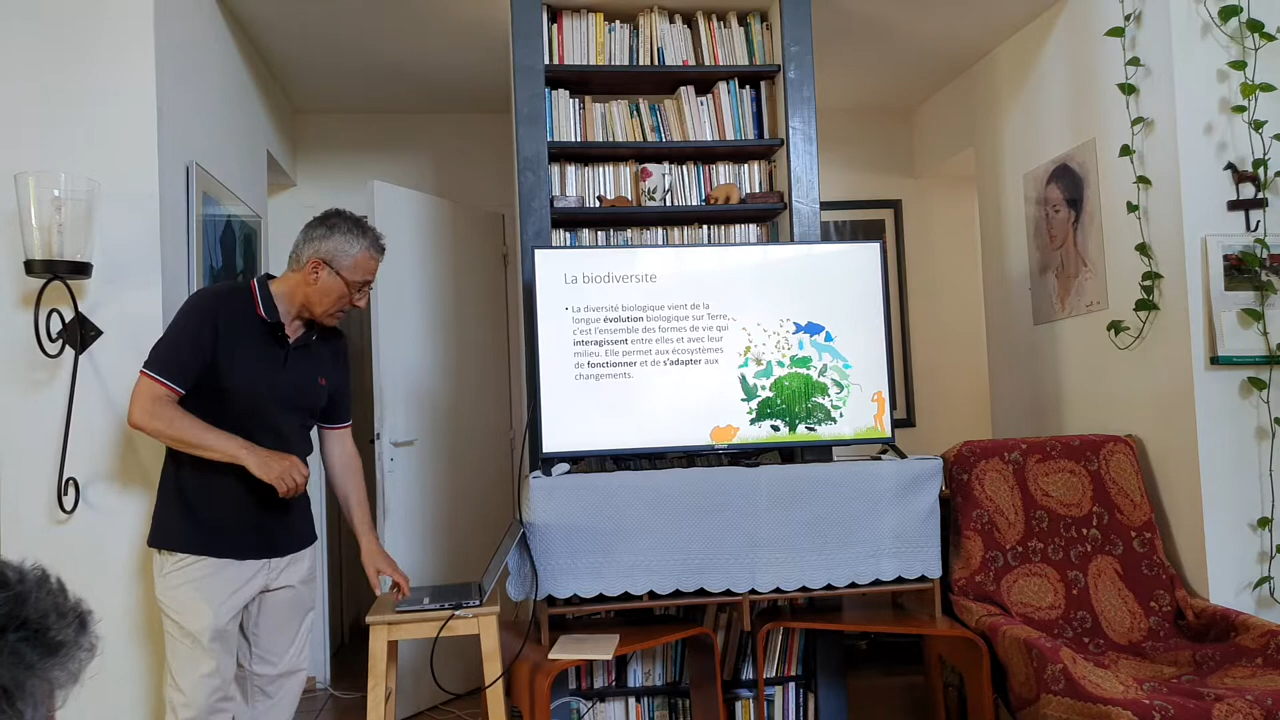 La biodiversite
• La diversité biologique vient de la
longue évolution biologique sur Terre,
c'est l'ensemble des formes de vie qui
interagissent entre elles et avec leur
milieu. Elle permet aux écosystèmes
de fonctionner et de s'adapter aux
changements.